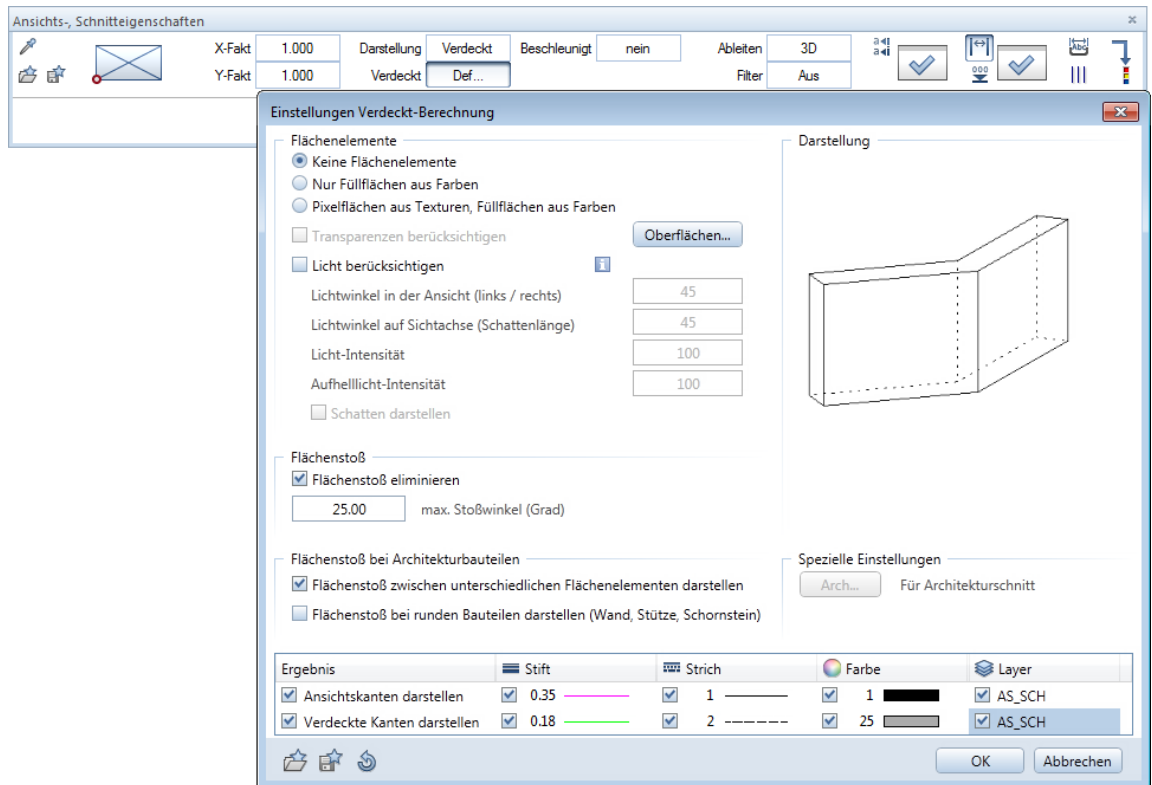 Ansichts-, Schnitteigenschaften
X-Fakt 1.000 Darstellung Verdeckt Beschleunigt nein Ableiten 3D
Y-Fakt 1.000 Verdeckt Def... Filter Aus
Einstellungen Verdeckt-Berechnung
Flächenelemente
Keine Flächenelemente
Nur Füllflächen aus Farben
Pixelflächen aus Texturen, Füllflächen aus Farben
Transparenzen berücksichtigen Oberflächen...
Licht berücksichtigen
Lichtwinkel in der Ansicht (links / rechts) 45
Lichtwinkel auf Sichtachse (Schattenlänge) 45
Licht-Intensität 100
Aufhelllicht-Intensität 100
Schatten darstellen
Darstellung
Flächenstoß
Flächenstoß eliminieren
25.00 max. Stoßwinkel (Grad)
Flächenstoß bei Architekturbauteilen
Flächenstoß zwischen unterschiedlichen Flächenelementen darstellen
Flächenstoß bei runden Bauteilen darstellen (Wand, Stütze, Schornstein)
Spezielle Einstellungen
Arch... Für Architekturschnitt
Ergebnis Stift Strich Farbe Layer
Ansichtskanten darstellen 0.35 1 1 AS_SCH
Verdeckte Kanten darstellen 0.18 2 25 AS_SCH
OK Abbrechen